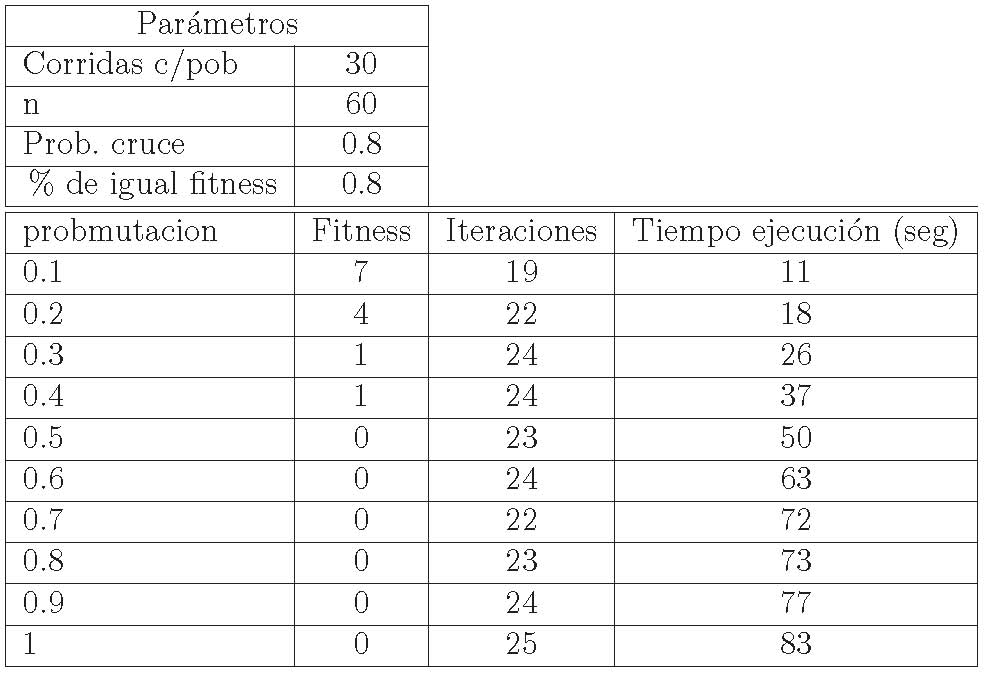 Parámetros
Corridas c/pob 30
n 60
Prob. cruce 0.8
% de igual fitness 0.8
probmutacion Fitness Iteraciones Tiempo ejecución (seg)
0.1 7 19 11
0.2 4 22 18
0.3 1 24 26
0.4 1 24 37
0.5 0 23 50
0.6 0 24 63
0.7 0 22 72
0.8 0 23 73
0.9 0 24 77
1 0 25 83